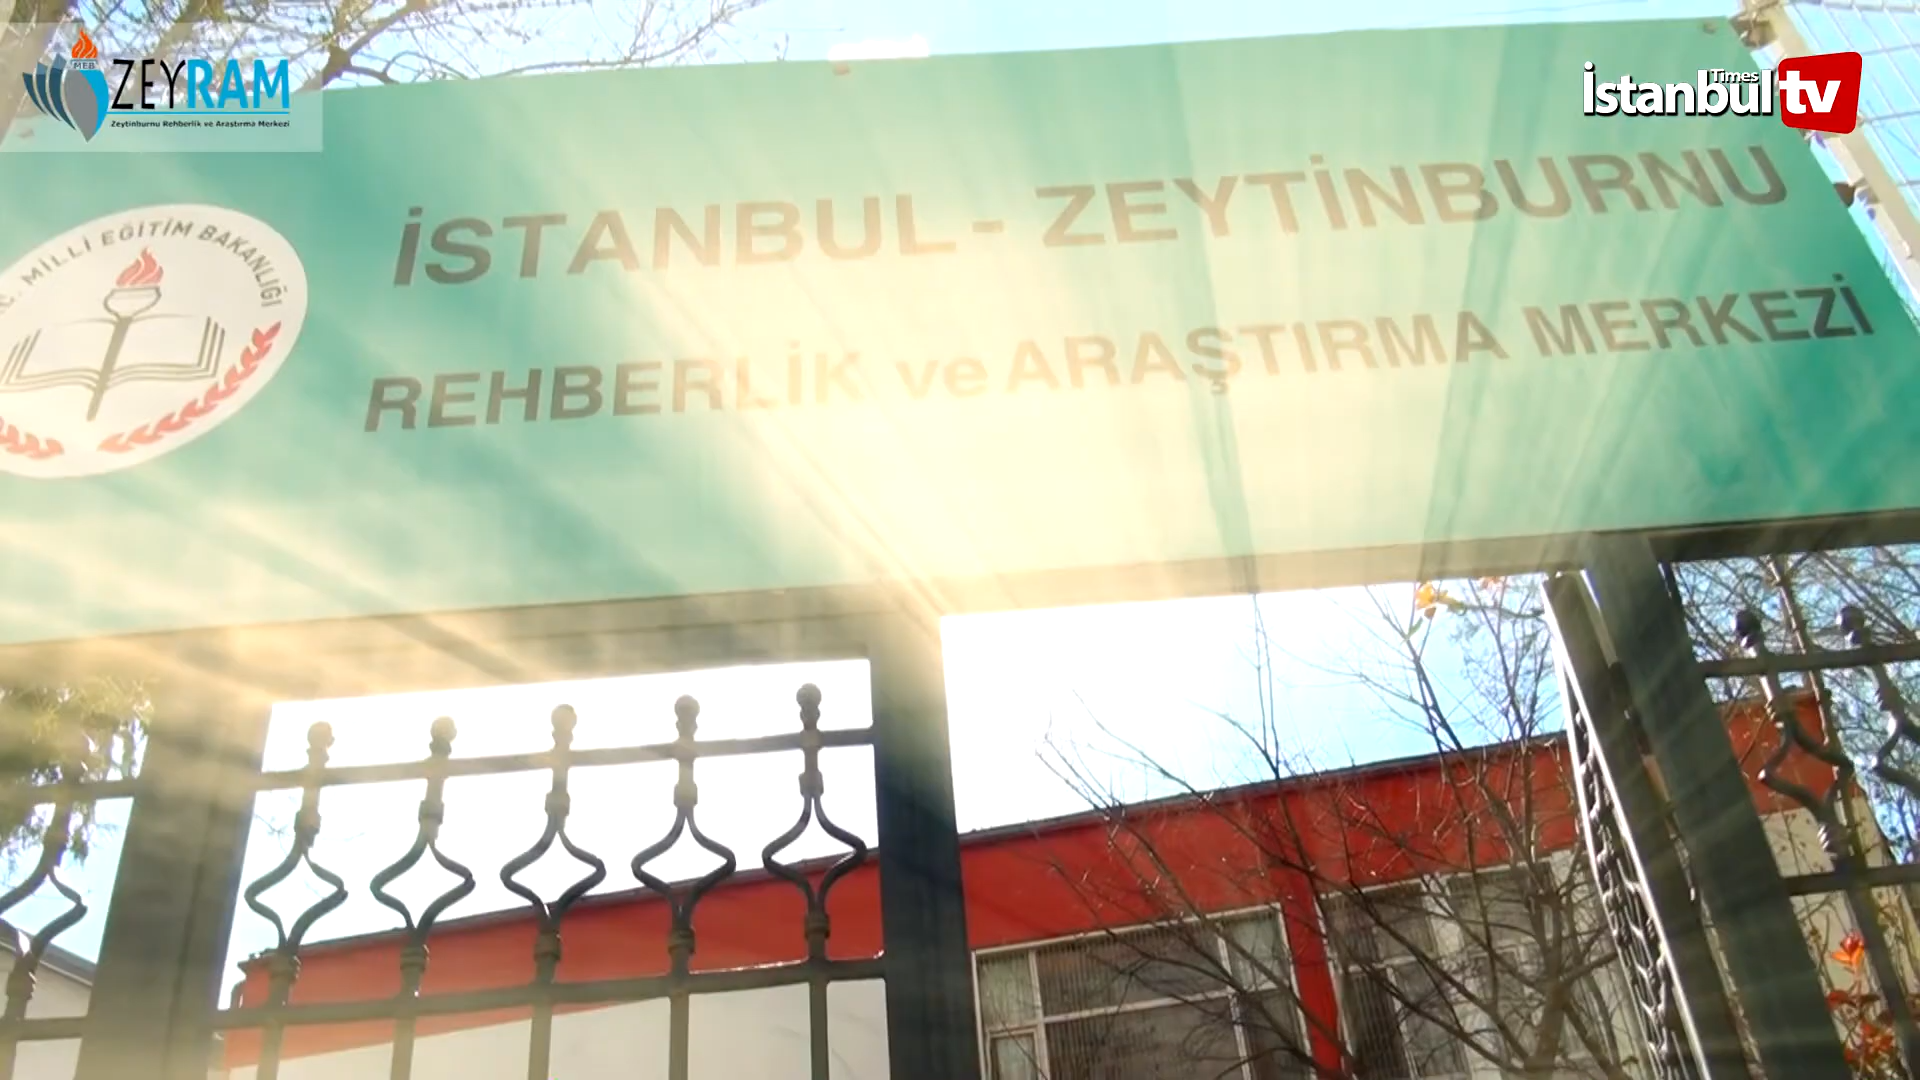 MEB
ZEYRAM
Zeytinburnu Rehberlik ve Araştırma Merkezi
İstanbul Times tv
C. MİLLİ EĞİTİM BAKANLIĞI
İSTANBUL - ZEYTİNBURNU
REHBERLİK ve ARAŞTIRMA MERKEZİ